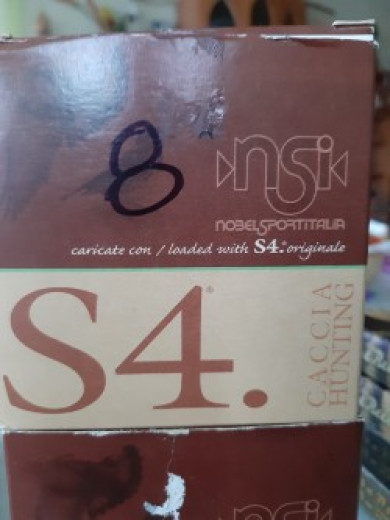 8
nsi
NOBELSPORTITALIA
caricate con / loaded with S4.® originale
S4.®
CACCIA
HUNTING
nsi